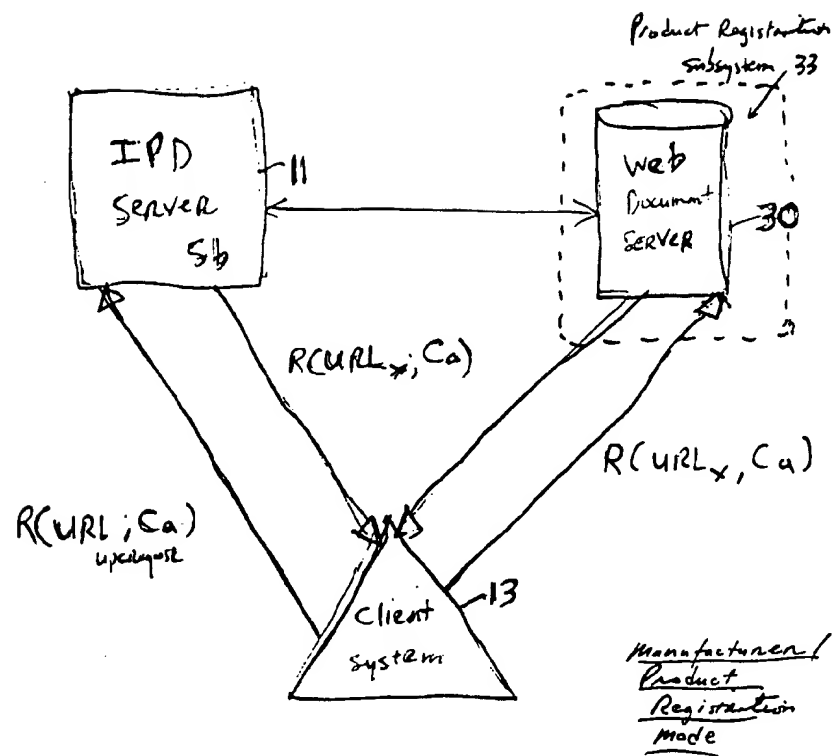 Product Registration
Subsystem 33
IPD
Server
5b
11
Web
Document
Server
30
R(URL*; Ca)
R(URLx, Ca)
R(URL; Ca)
Client
System
13
Manufacturer/
Product
Registration
Mode